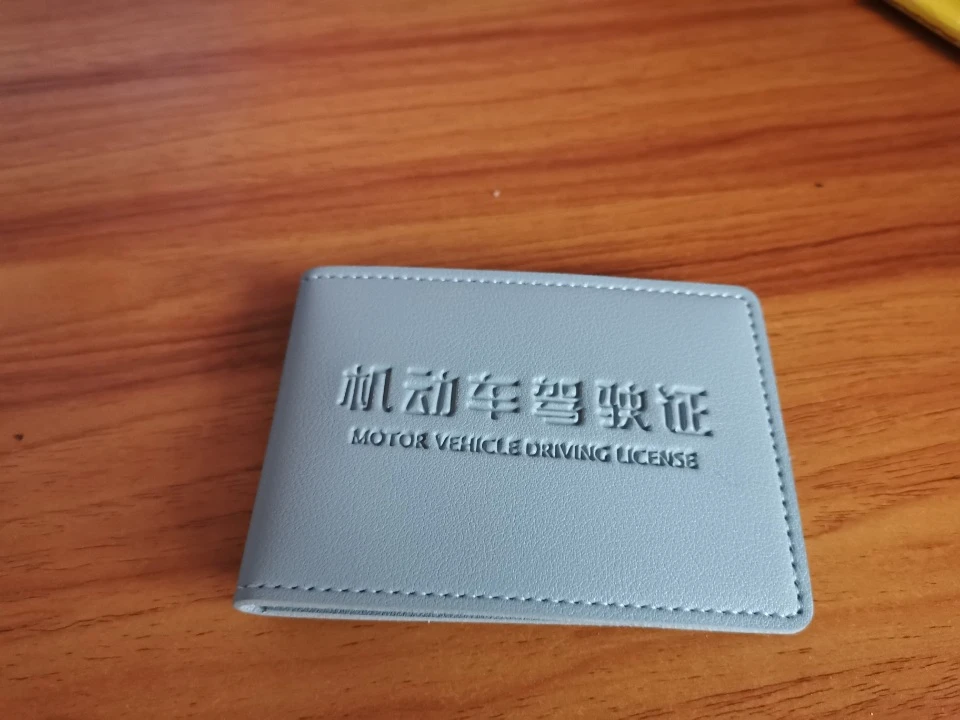 机动车驾驶证
MOTOR VEHICLE DRIVING LICENSE